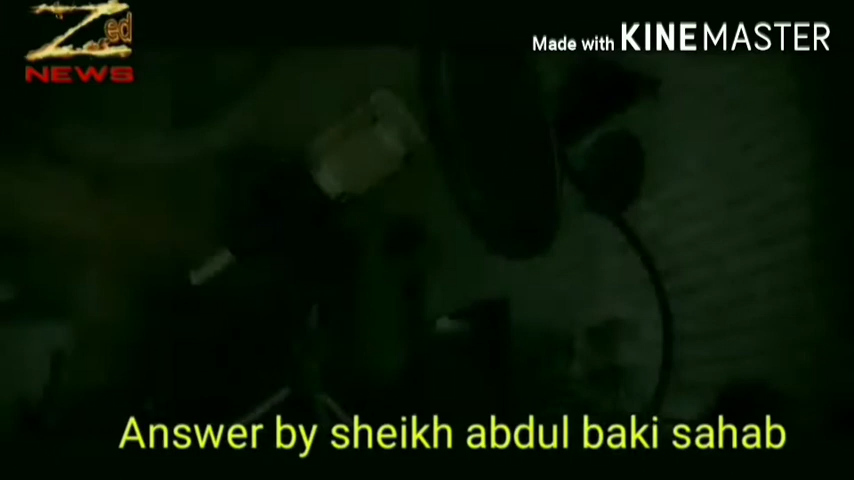 Zed
NEWS
Made with KINEMASTER
Answer by sheikh abdul baki sahab